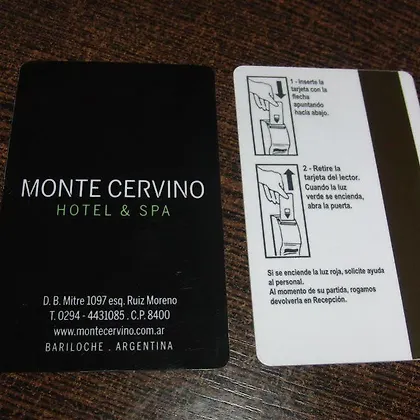 MONTE CERVINO
HOTEL & SPA
D. B. Mitre 1097 esq. Ruiz Moreno
T. 0294 - 4431085 . C.P. 8400
www.montecervino.com.ar
BARILOCHE . ARGENTINA
1 - Inserte la
tarjeta con la
flecha
apuntando
hacia abajo.
2 - Retire la
tarjeta del lector.
Cuando la luz
verde se encienda,
abra la puerta.
Si se enciende la luz roja, solicite ayuda
al personal.
Al momento de su partida, rogamos
devolverla en Recepción.